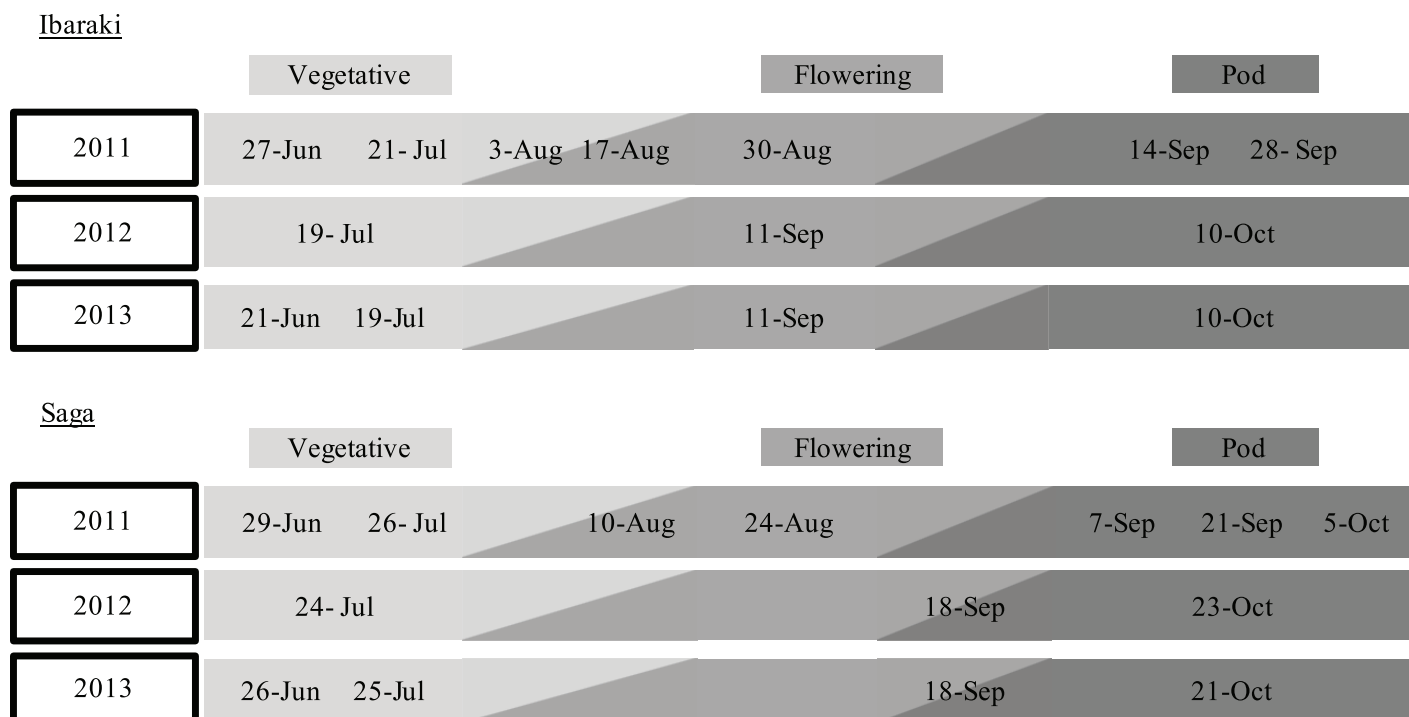 Ibaraki
Vegetative Flowering Pod
2011 27-Jun 21- Jul 3-Aug 17-Aug 30-Aug 14-Sep 28- Sep
2012 19- Jul 11-Sep 10-Oct
2013 21-Jun 19-Jul 11-Sep 10-Oct
Saga
Vegetative Flowering Pod
2011 29-Jun 26- Jul 10-Aug 24-Aug 7-Sep 21-Sep 5-Oct
2012 24- Jul 18-Sep 23-Oct
2013 26-Jun 25-Jul 18-Sep 21-Oct